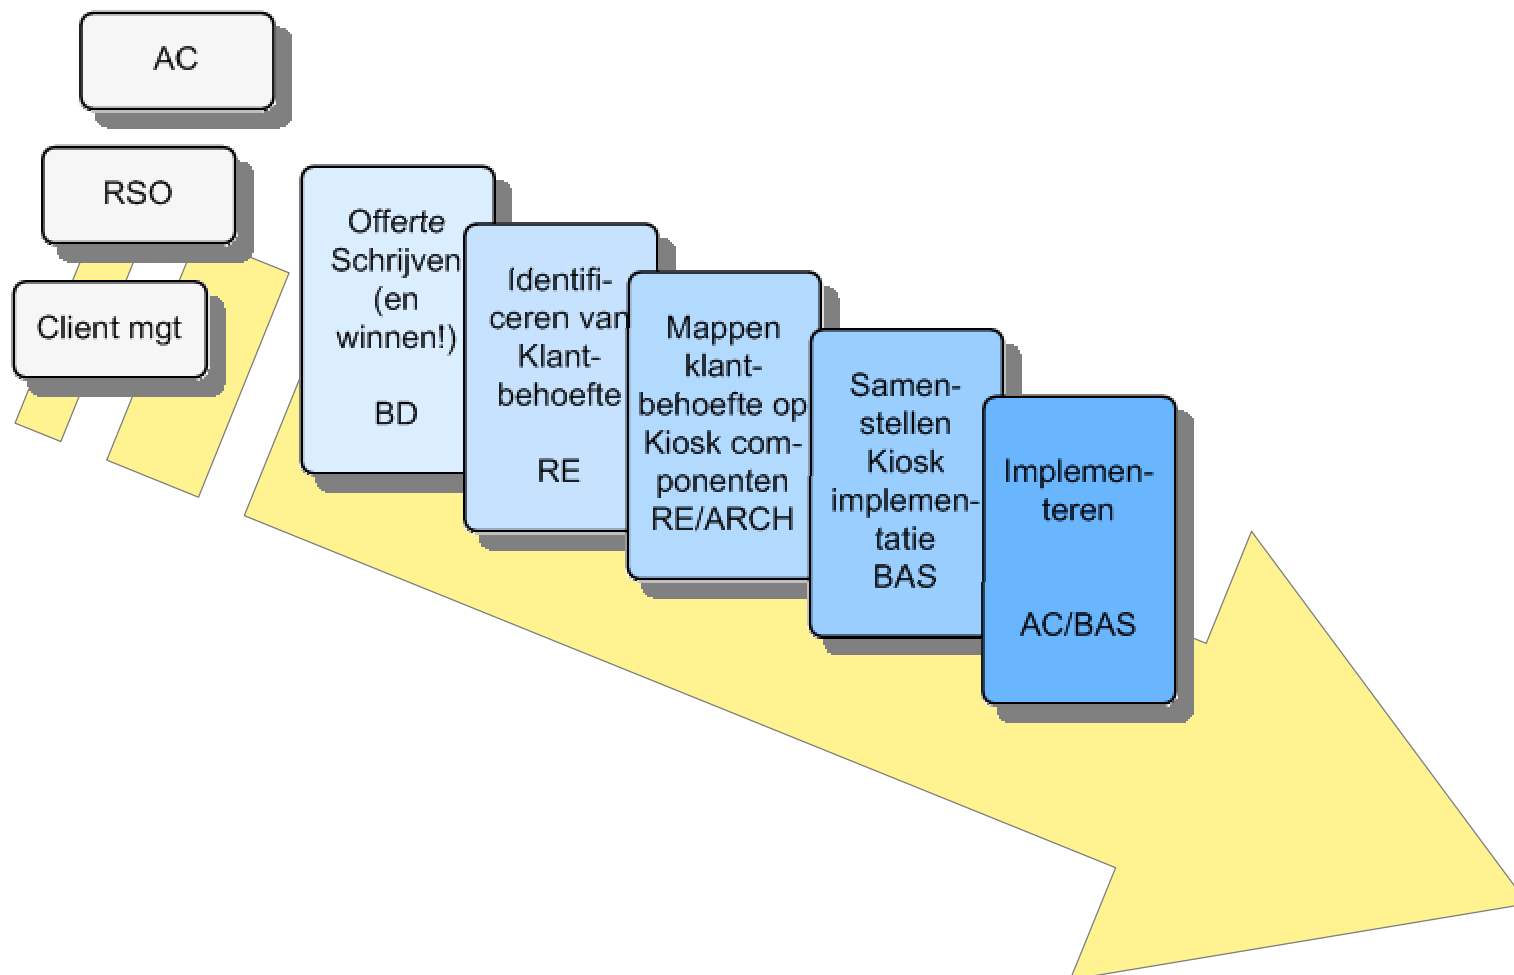 AC
RSO
Client mgt
Offerte
Schrijven
(en
winnen!)
BD
Identifi-
ceren van
Klant-
behoefte
RE
Mappen
klant-
behoefte op
Kiosk com-
ponenten
RE/ARCH
Samen-
stellen
Kiosk
implemen-
tatie
BAS
Implemen-
teren
AC/BAS